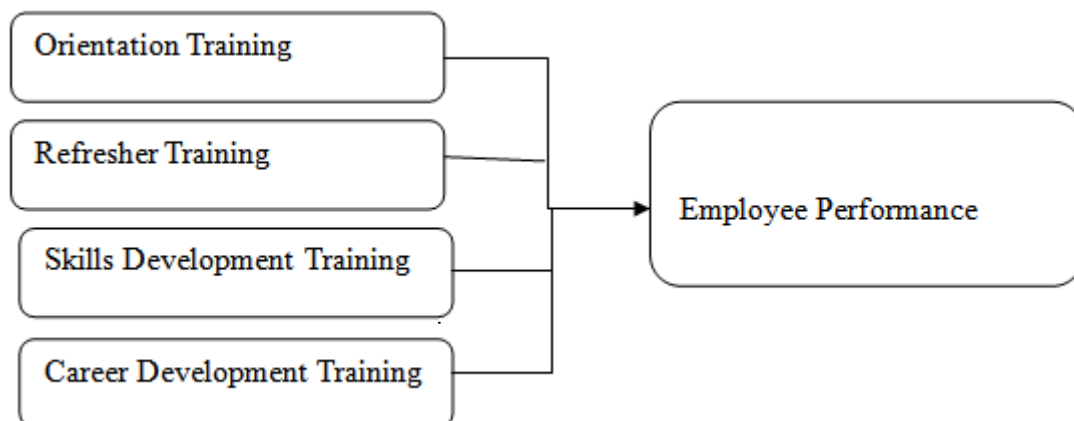 Orientation Training
Refresher Training
Employee Performance
Skills Development Training
Career Development Training